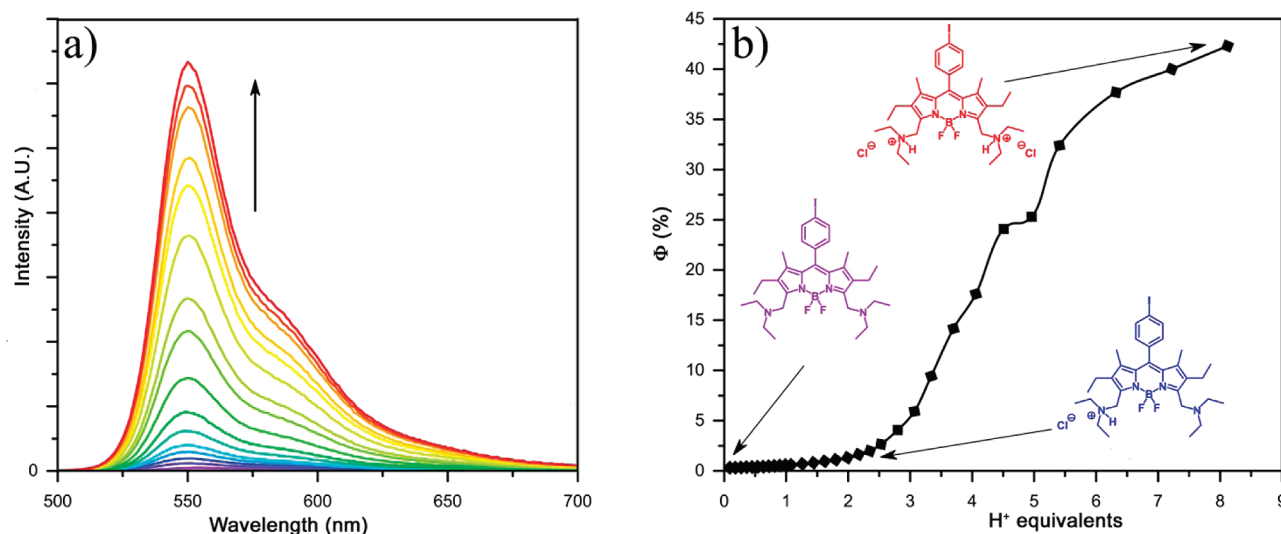 a)
Intensity (A.U.)
0
500
550
600
650
700
Wavelength (nm)
b)
Φ (%)
45
40
35
30
25
20
15
10
5
0
0
1
2
3
4
5
6
7
8
9
H⁺ equivalents
I
N
B
N
F
F
N
⊕
H
Cl⊖
N
⊕
H
⊖Cl
I
N
B
N
F
F
N
N
I
N
B
N
F
F
Cl⊖
⊕
N
H
N